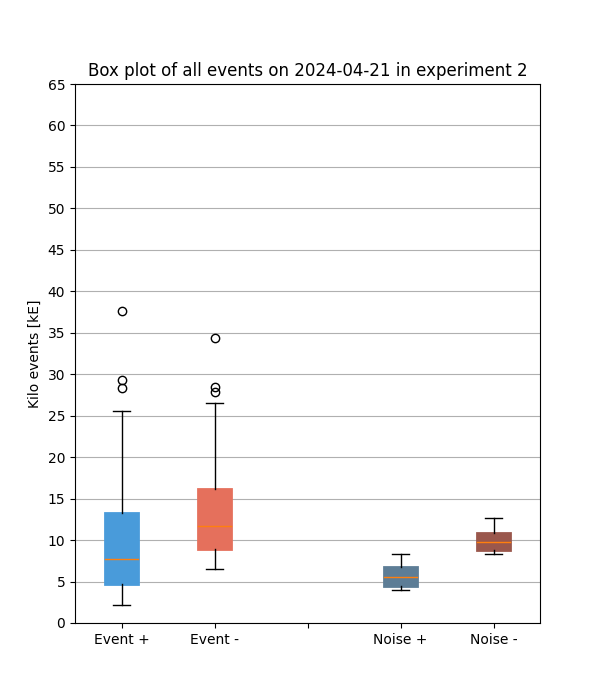 Box plot of all events on 2024-04-21 in experiment 2
65
60
55
50
45
40
35
30
25
20
15
10
5
0
Kilo events [kE]
Event +
Event -
Noise +
Noise -